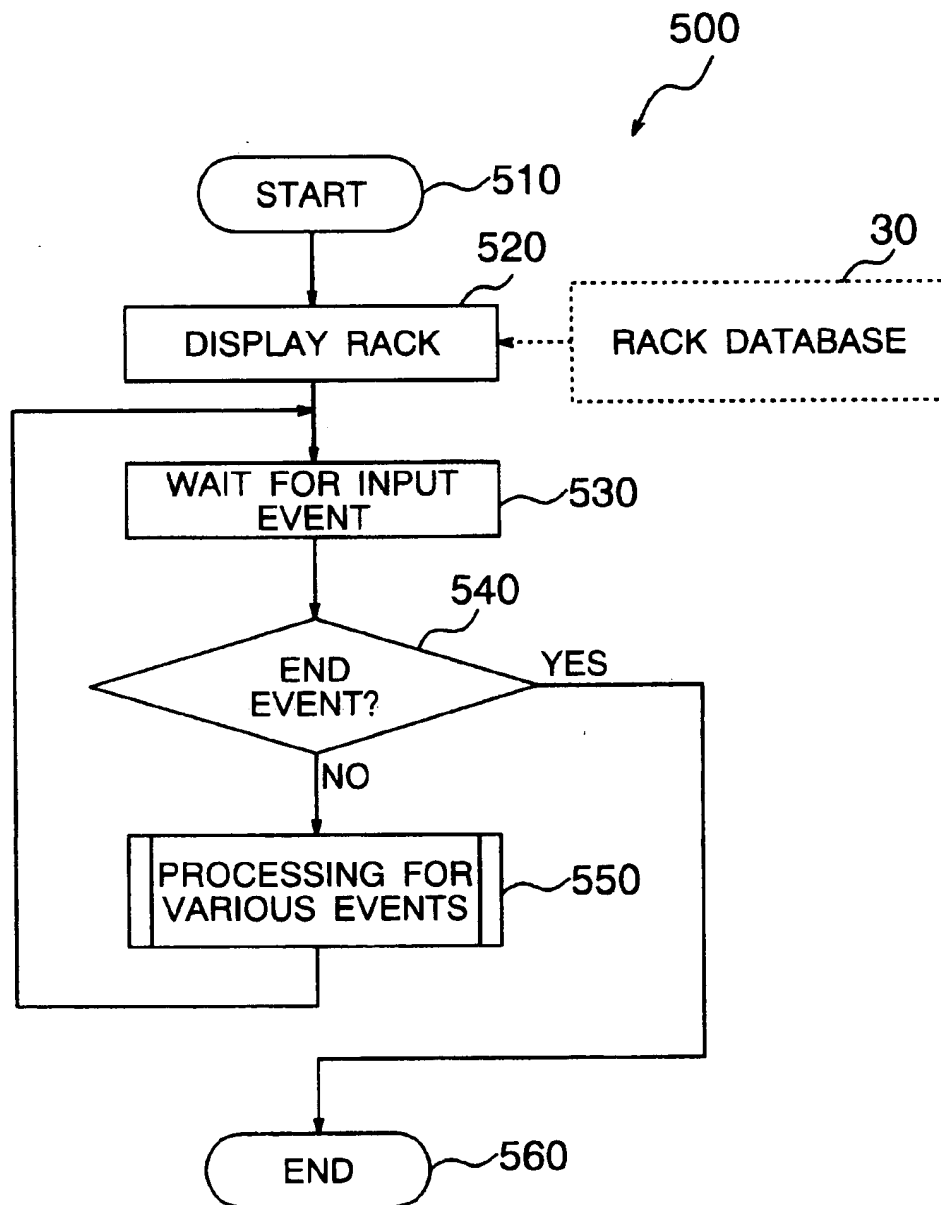 500
START
510
520
30
DISPLAY RACK
RACK DATABASE
WAIT FOR INPUT
EVENT
530
540
END
EVENT?
YES
NO
PROCESSING FOR
VARIOUS EVENTS
550
END
560